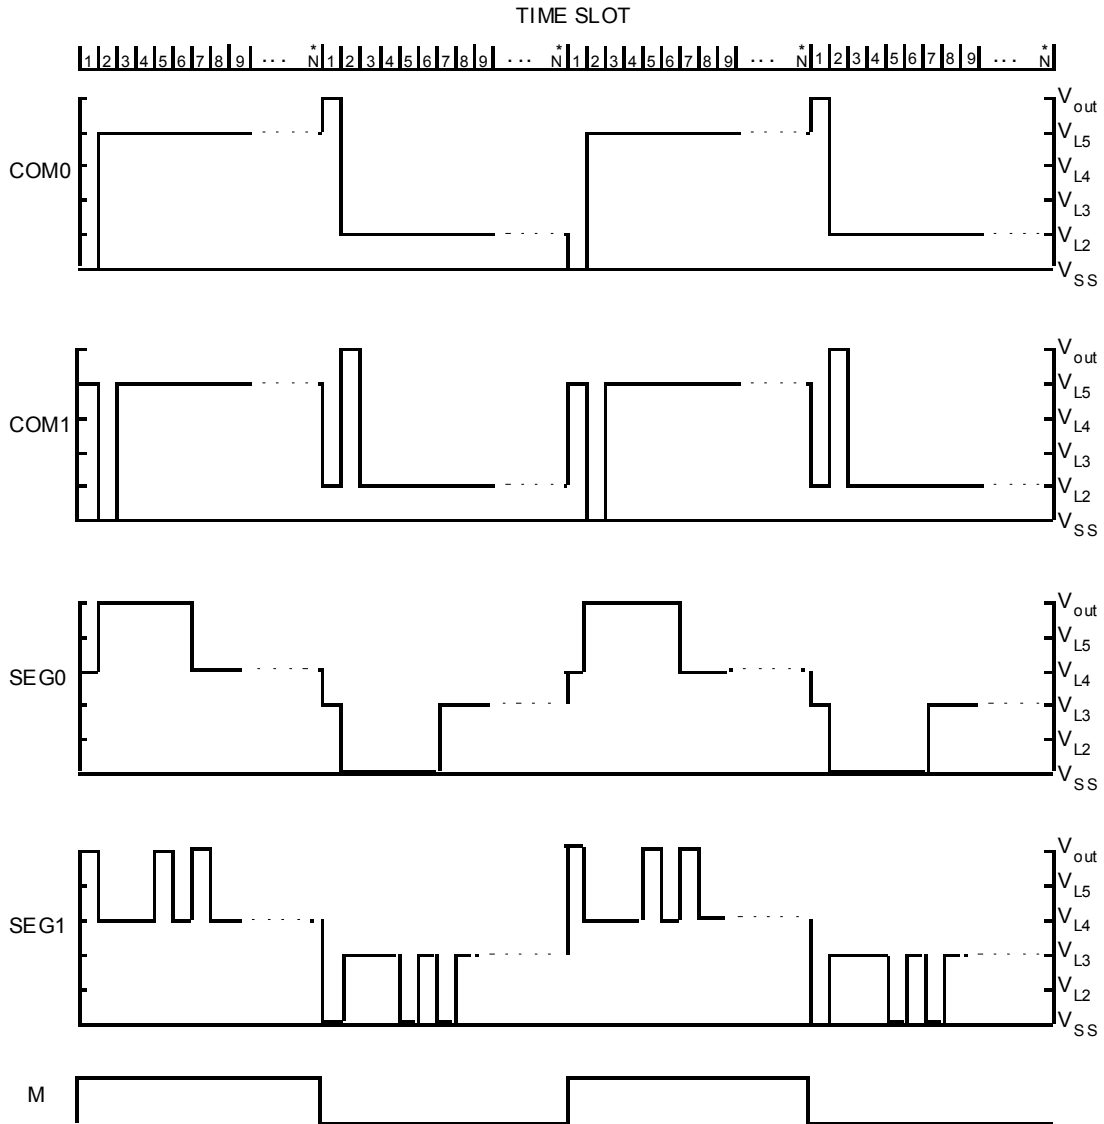 TIME SLOT
1 2 3 4 5 6 7 8 9 ... *N 1 2 3 4 5 6 7 8 9 ... *N 1 2 3 4 5 6 7 8 9 ... *N 1 2 3 4 5 6 7 8 9 ... *N
COM0
Vout
VL5
VL4
VL3
VL2
VSS
COM1
Vout
VL5
VL4
VL3
VL2
VSS
SEG0
Vout
VL5
VL4
VL3
VL2
VSS
SEG1
Vout
VL5
VL4
VL3
VL2
VSS
M